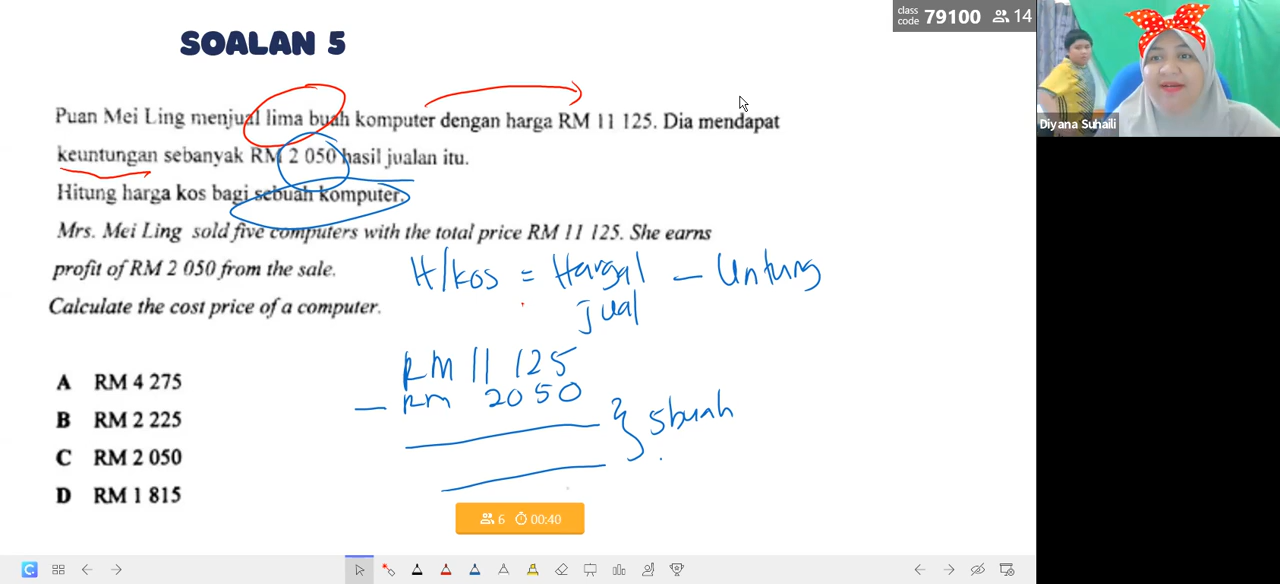 class
code 79100 14
SOALAN 5
Puan Mei Ling menjual lima buah komputer dengan harga RM 11 125. Dia mendapat
keuntungan sebanyak RM 2 050 hasil jualan itu.
Hitung harga kos bagi sebuah komputer.
Mrs. Mei Ling sold five computers with the total price RM 11 125. She earns
profit of RM 2 050 from the sale.
Calculate the cost price of a computer.
H/kos = Harga - Untung
jual
RM 11 125
- RM 2050
5 buah
A RM 4 275
B RM 2 225
C RM 2 050
D RM 1 815
6 00:40
Diyana Suhaili